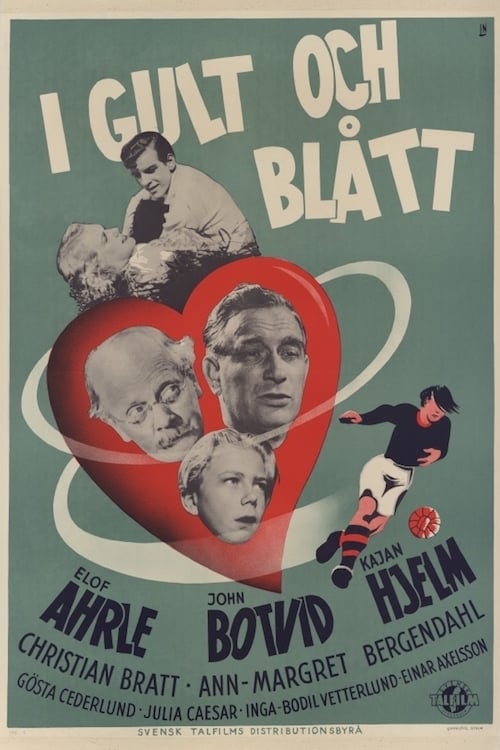 I GULT OCH
BLÅTT
ELOF
AHRLE
JOHN
BOTVID
KAJAN
HJELM
CHRISTIAN BRATT · ANN-MARGRET BERGENDAHL
GÖSTA CEDERLUND · JULIA CAESAR · INGA-BODIL VETTERLUND - EINAR AXELSSON
TALFILM
SVENSK TALFILMS DISTRIBUTIONSBYRÅ